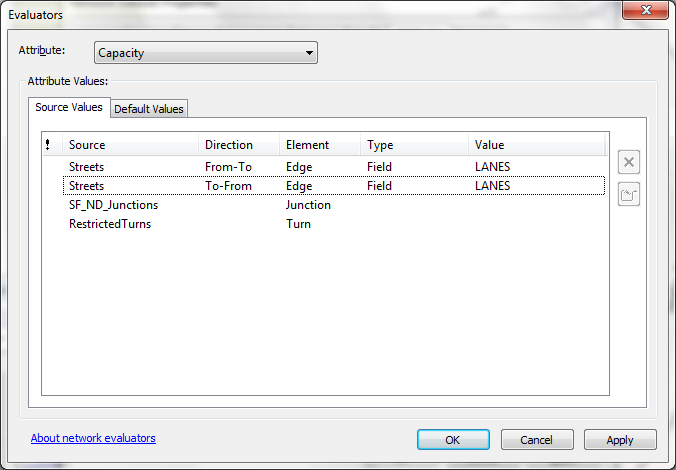 Evaluators
Attribute: Capacity
Attribute Values:
Source Values Default Values
! Source Direction Element Type Value
Streets From-To Edge Field LANES
Streets To-From Edge Field LANES
SF_ND_Junctions Junction
RestrictedTurns Turn
About network evaluators OK Cancel Apply